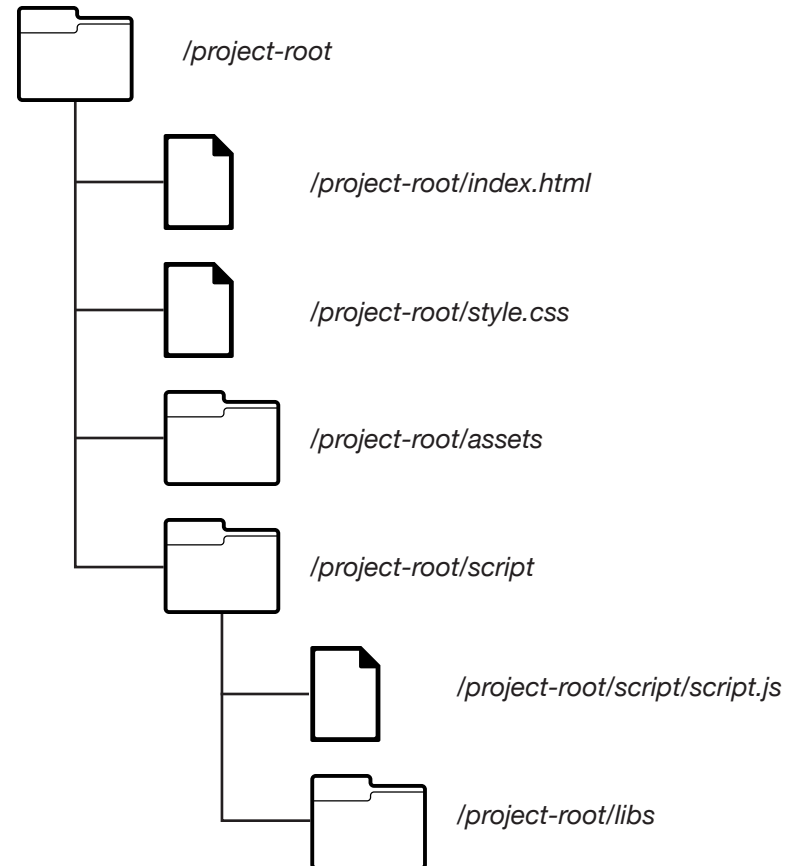 /project-root
/project-root/index.html
/project-root/style.css
/project-root/assets
/project-root/script
/project-root/script/script.js
/project-root/libs